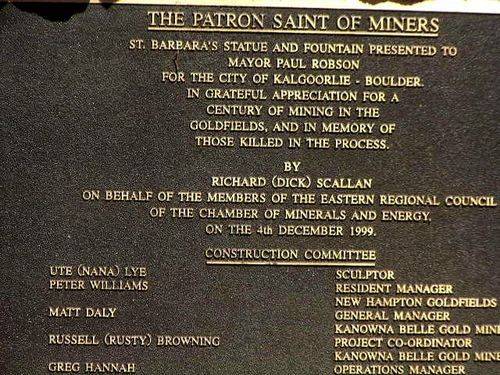 THE PATRON SAINT OF MINERS
ST. BARBARA'S STATUE AND FOUNTAIN PRESENTED TO
MAYOR PAUL ROBSON
FOR THE CITY OF KALGOORLIE - BOULDER.
IN GRATEFUL APPRECIATION FOR A
CENTURY OF MINING IN THE
GOLDFIELDS, AND IN MEMORY OF
THOSE KILLED IN THE PROCESS.
BY
RICHARD (DICK) SCALLAN
ON BEHALF OF THE MEMBERS OF THE EASTERN REGIONAL COUNCIL
OF THE CHAMBER OF MINERALS AND ENERGY,
ON THE 4th DECEMBER 1999.
CONSTRUCTION COMMITTEE
UTE (NANA) LYE SCULPTOR
PETER WILLIAMS RESIDENT MANAGER
NEW HAMPTON GOLDFIELDS
MATT DALY GENERAL MANAGER
KANOWNA BELLE GOLD MINE
RUSSELL (RUSTY) BROWNING PROJECT CO-ORDINATOR
KANOWNA BELLE GOLD MINE
GREG HANNAH OPERATIONS MANAGER